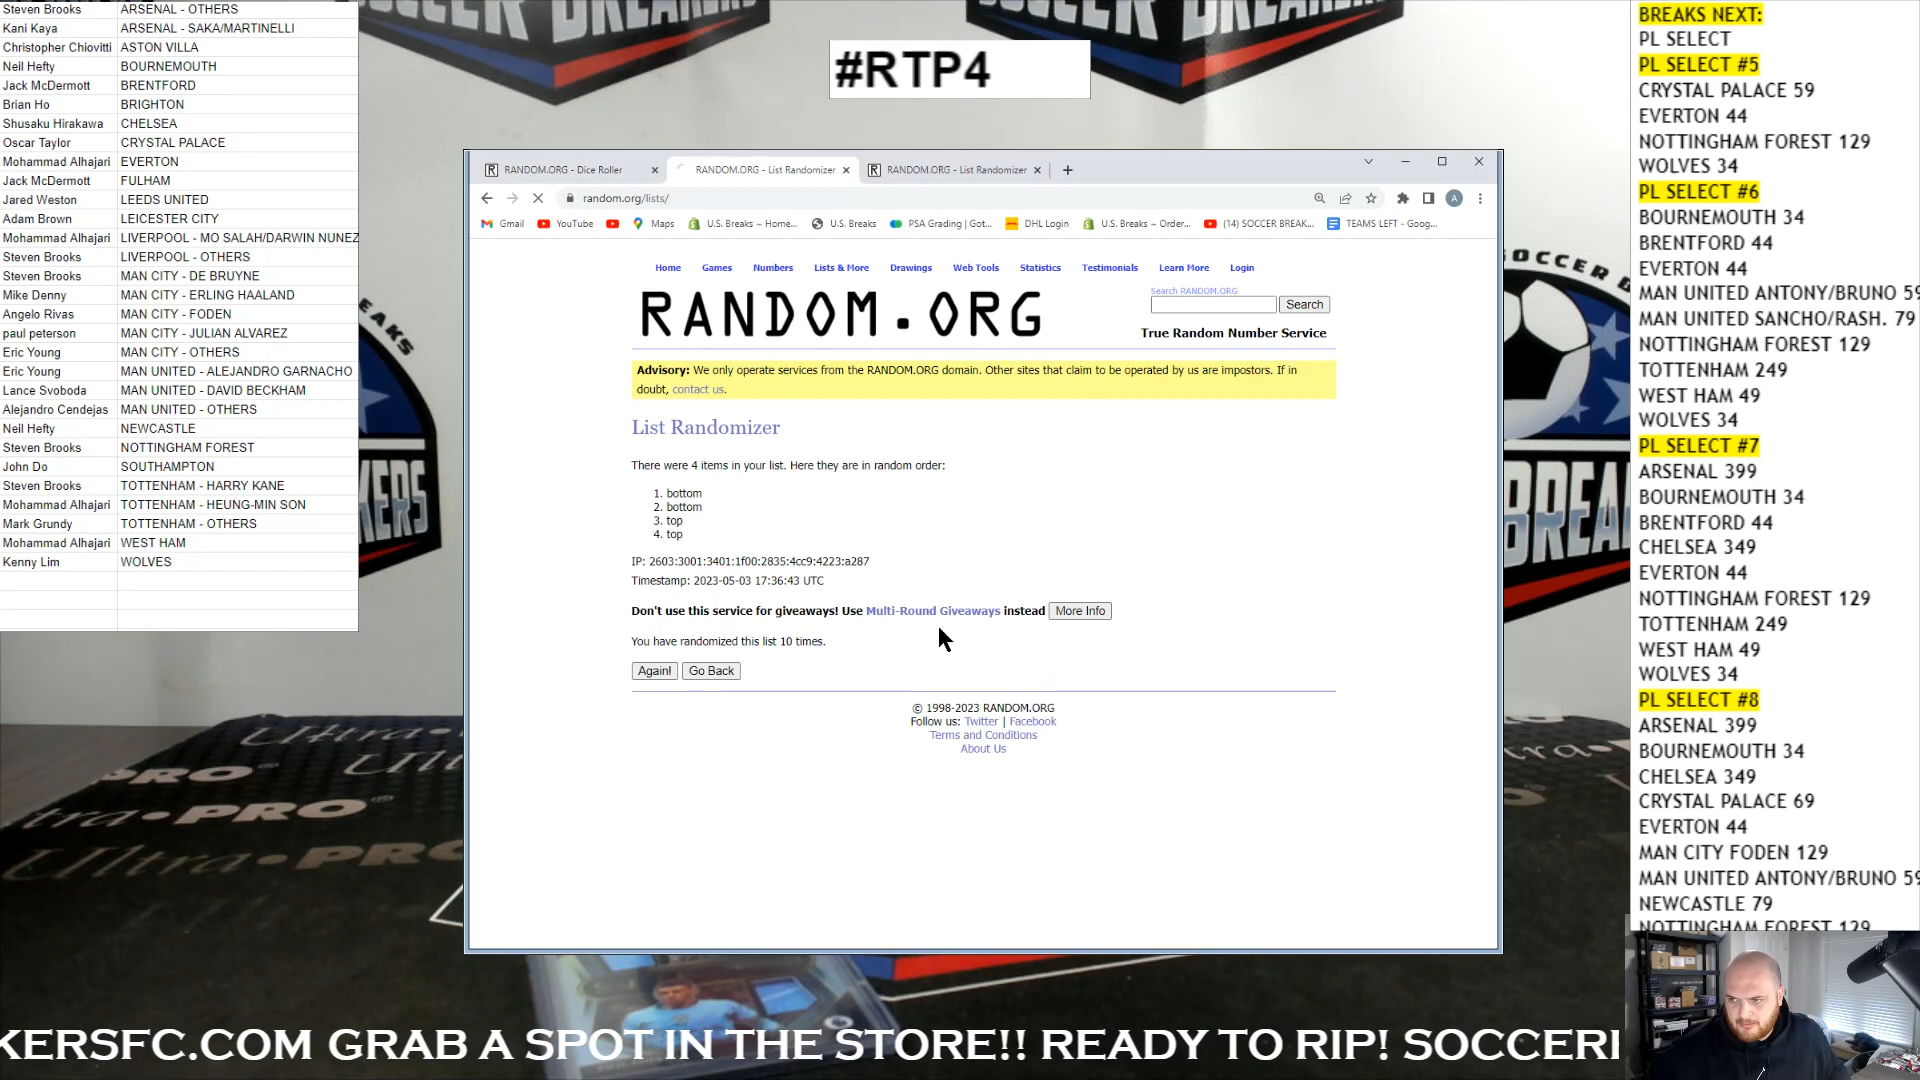 Steven Brooks ARSENAL - OTHERS
Kani Kaya ARSENAL - SAKA/MARTINELLI
Christopher Chiovitti ASTON VILLA
Neil Hefty BOURNEMOUTH
Jack McDermott BRENTFORD
Brian Ho BRIGHTON
Shusaku Hirakawa CHELSEA
Oscar Taylor CRYSTAL PALACE
Mohammad Alhajari EVERTON
Jack McDermott FULHAM
Jared Weston LEEDS UNITED
Adam Brown LEICESTER CITY
Mohammad Alhajari LIVERPOOL - MO SALAH/DARWIN NUNEZ
Steven Brooks LIVERPOOL - OTHERS
Steven Brooks MAN CITY - DE BRUYNE
Mike Denny MAN CITY - ERLING HAALAND
Angelo Rivas MAN CITY - FODEN
paul peterson MAN CITY - JULIAN ALVAREZ
Eric Young MAN CITY - OTHERS
Eric Young MAN UNITED - ALEJANDRO GARNACHO
Lance Svoboda MAN UNITED - DAVID BECKHAM
Alejandro Cendejas MAN UNITED - OTHERS
Neil Hefty NEWCASTLE
Steven Brooks NOTTINGHAM FOREST
John Do SOUTHAMPTON
Steven Brooks TOTTENHAM - HARRY KANE
Mohammad Alhajari TOTTENHAM - HEUNG-MIN SON
Mark Grundy TOTTENHAM - OTHERS
Mohammad Alhajari WEST HAM
Kenny Lim WOLVES
#RTP4
RANDOM.ORG - Dice Roller
RANDOM.ORG - List Randomizer
RANDOM.ORG - List Randomizer
random.org/lists/
A
Gmail YouTube Maps U.S. Breaks ~ Home... U.S. Breaks PSA Grading | Got... DHL Login U.S. Breaks ~ Order... (14) SOCCER BREAK... TEAMS LEFT - Goog...
Home Games Numbers Lists & More Drawings Web Tools Statistics Testimonials Learn More Login
RANDOM.ORG
Search RANDOM.ORG
Search
True Random Number Service
Advisory: We only operate services from the RANDOM.ORG domain. Other sites that claim to be operated by us are impostors. If in
doubt, contact us.
List Randomizer
There were 4 items in your list. Here they are in random order:
1. bottom
2. bottom
3. top
4. top
IP: 2603:3001:3401:1f00:2835:4cc9:4223:a287
Timestamp: 2023-05-03 17:36:43 UTC
Don't use this service for giveaways! Use Multi-Round Giveaways instead More Info
You have randomized this list 10 times.
Again! Go Back
© 1998-2023 RANDOM.ORG
Follow us: Twitter | Facebook
Terms and Conditions
About Us
BREAKS NEXT:
PL SELECT
PL SELECT #5
CRYSTAL PALACE 59
EVERTON 44
NOTTINGHAM FOREST 129
WOLVES 34
PL SELECT #6
BOURNEMOUTH 34
BRENTFORD 44
EVERTON 44
MAN UNITED ANTONY/BRUNO 59
MAN UNITED SANCHO/RASH. 79
NOTTINGHAM FOREST 129
TOTTENHAM 249
WEST HAM 49
WOLVES 34
PL SELECT #7
ARSENAL 399
BOURNEMOUTH 34
BRENTFORD 44
CHELSEA 349
EVERTON 44
NOTTINGHAM FOREST 129
TOTTENHAM 249
WEST HAM 49
WOLVES 34
PL SELECT #8
ARSENAL 399
BOURNEMOUTH 34
CHELSEA 349
CRYSTAL PALACE 69
EVERTON 44
MAN CITY FODEN 129
MAN UNITED ANTONY/BRUNO 59
NEWCASTLE 79
NOTTINGHAM FOREST 129
SOCCER
PRO
Ultra PRO
Ultra PRO
KERSFC.COM GRAB A SPOT IN THE STORE!! READY TO RIP! SOCCER